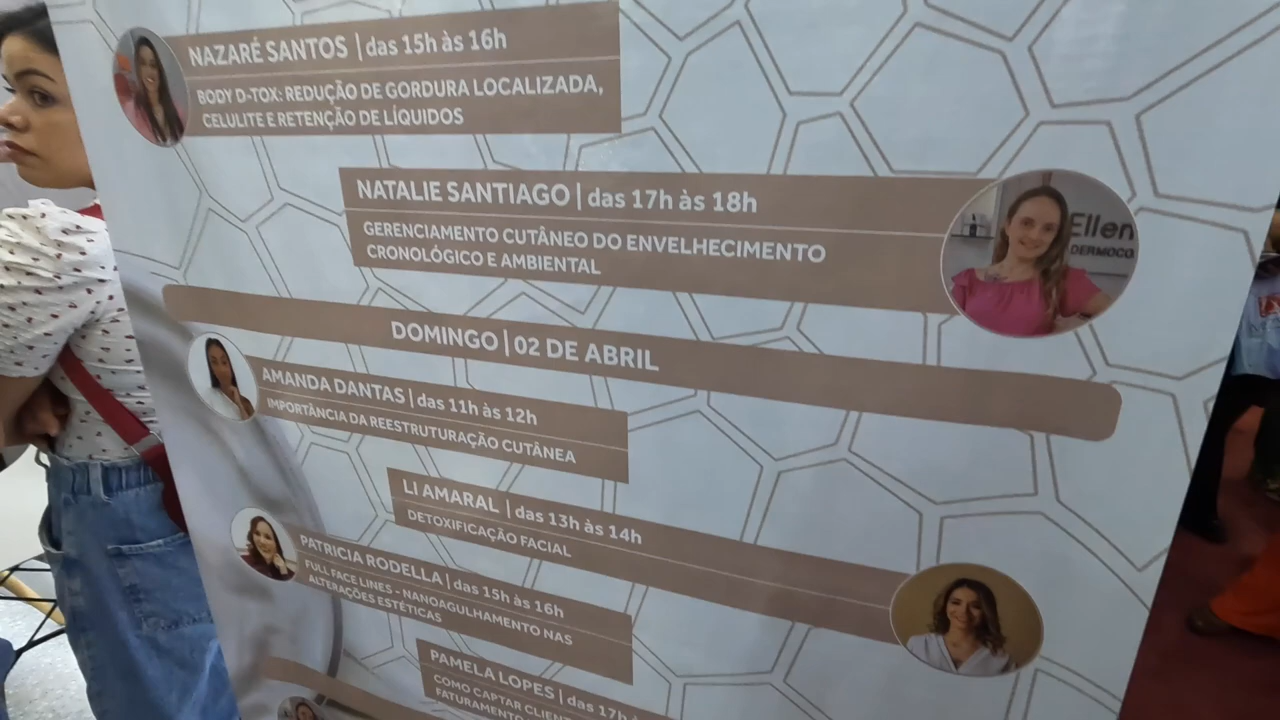 NAZARÉ SANTOS | das 15h às 16h
BODY D-TOX: REDUÇÃO DE GORDURA LOCALIZADA,
CELULITE E RETENÇÃO DE LÍQUIDOS
NATALIE SANTIAGO | das 17h às 18h
GERENCIAMENTO CUTÂNEO DO ENVELHECIMENTO
CRONOLÓGICO E AMBIENTAL
Ellen
DERMOCO
DOMINGO | 02 DE ABRIL
AMANDA DANTAS | das 11h às 12h
IMPORTÂNCIA DA REESTRUTURAÇÃO CUTÂNEA
LI AMARAL | das 13h às 14h
DETOXIFICAÇÃO FACIAL
PATRICIA RODELLA | das 15h às 16h
FULL FACE LINES - NANOAGULHAMENTO NAS
ALTERAÇÕES ESTÉTICAS
PAMELA LOPES | das 17h
COMO CAPTAR CLIENT
FATURAMENTO